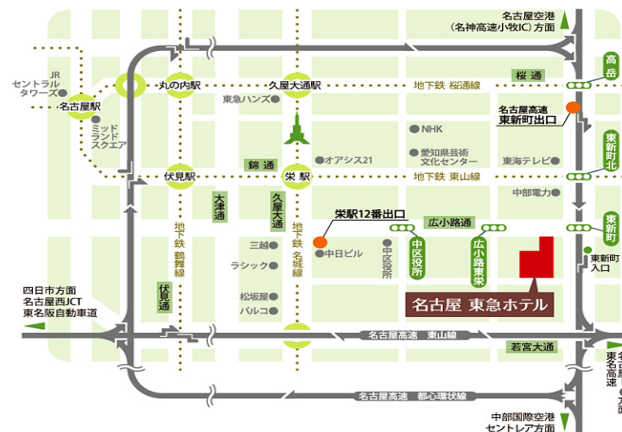 名古屋空港
(名神高速小牧IC)方面
高岳
桜通
JR
セントラル
タワーズ
丸の内駅
久屋大通駅
地下鉄 桜通線
東急ハンズ
名古屋駅
名古屋高速
東新町出口
ミッド
ランド
スクエア
NHK
東新町北
愛知県芸術
文化センター
オアシス21
東海テレビ
錦通
伏見駅
栄駅
地下鉄 東山線
中部電力
大津通
久屋大通
栄駅12番出口
広小路通
東新町
地下鉄 鶴舞線
地下鉄 名城線
三越
中日ビル
中区役所
中区役所
広小路東栄
東新町
入口
ラシック
伏見通
松坂屋
パルコ
名古屋 東急ホテル
四日市方面
名古屋西JCT
東名阪自動車道
名古屋高速 東山線
若宮大通
東名高速
名古屋高速 都心環状線
中部国際空港
セントレア方面